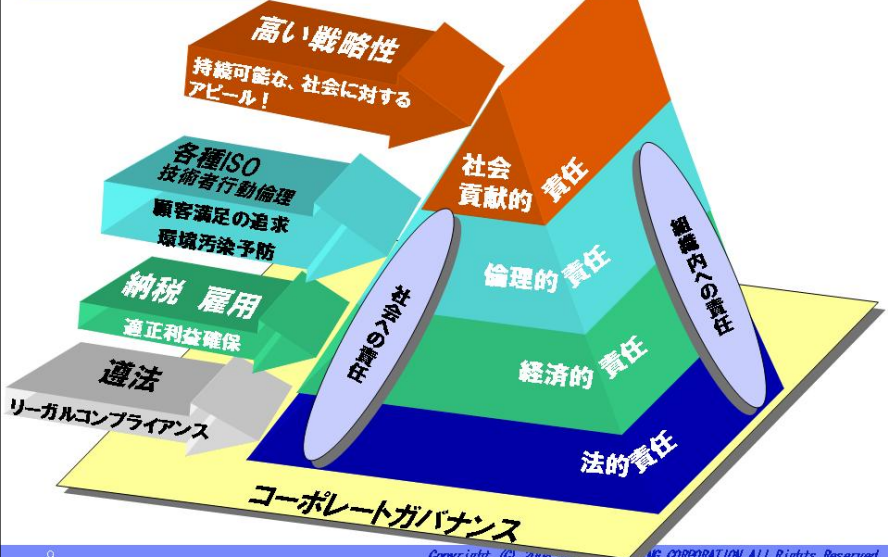 高い戦略性
持続可能な、社会に対する
アピール！
各種ISO
技術者行動倫理
顧客満足の追求
環境汚染予防
納税 雇用
適正利益確保
遵法
リーガルコンプライアンス
社会
貢献的 責任
倫理的 責任
経済的 責任
法的責任
社会への責任
組織内への責任
コーポレートガバナンス
9
Copyright (C) NG CORPORATION ALL Rights Reserved